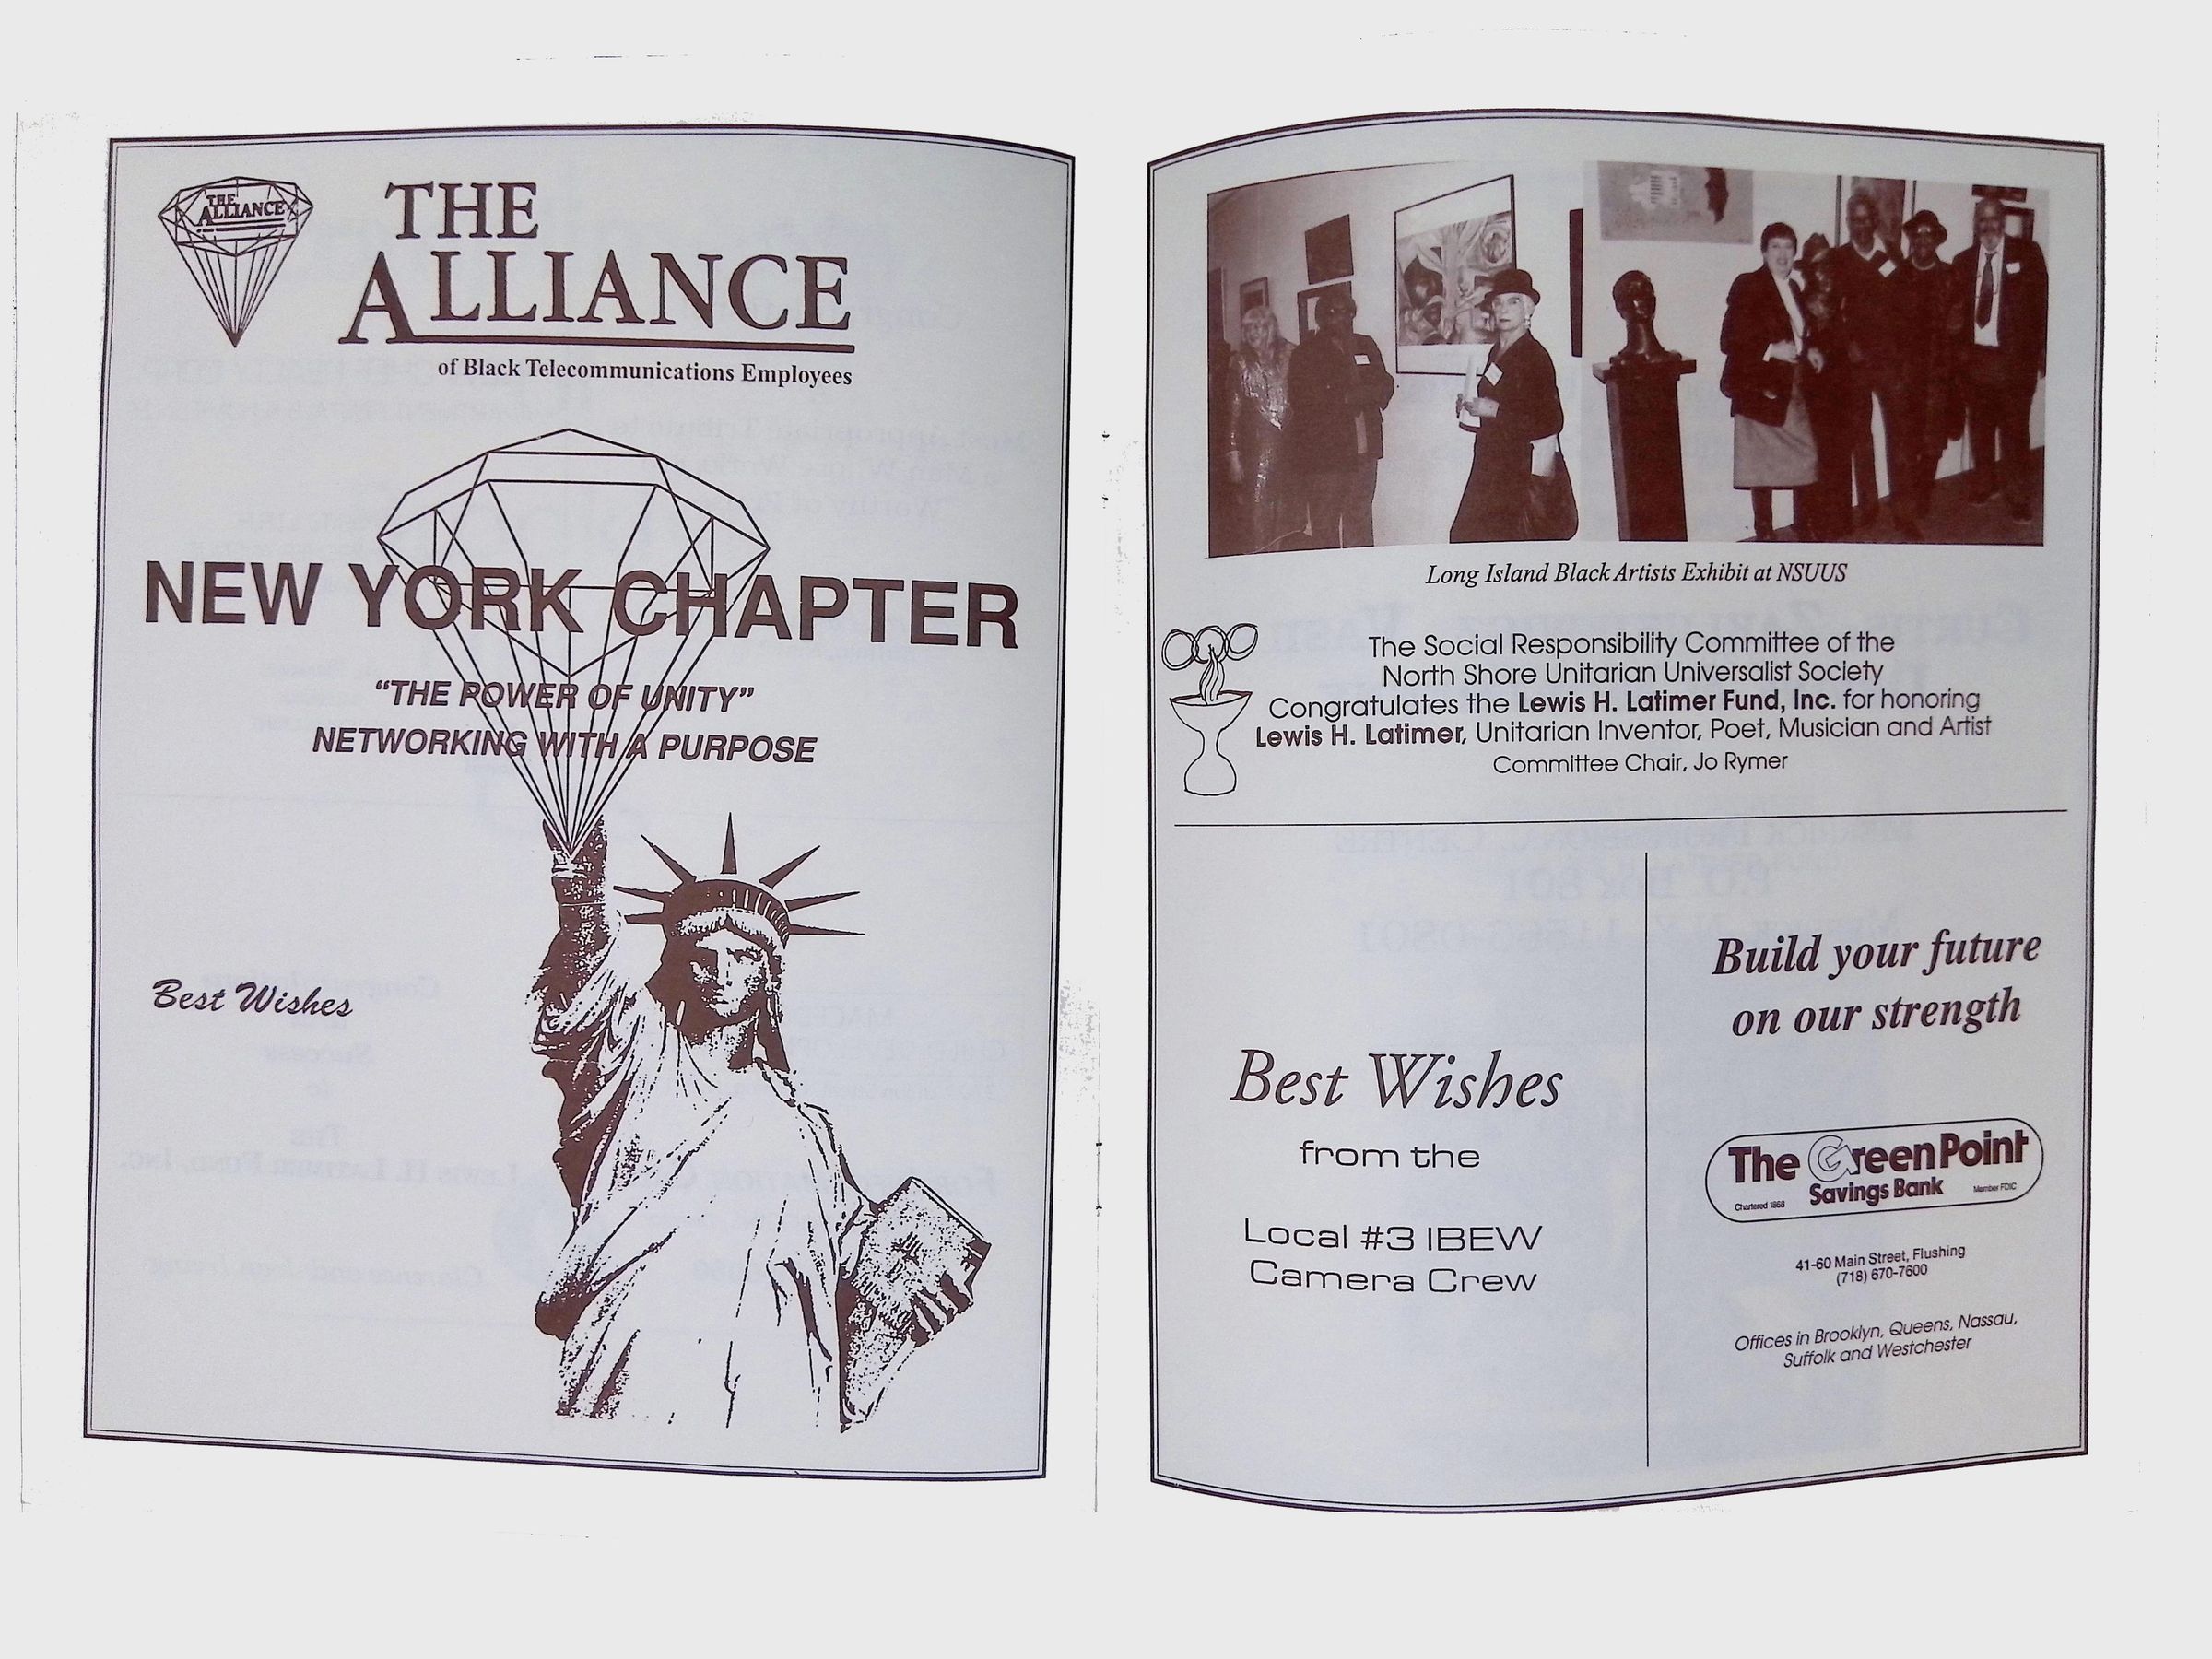 THE
ALLIANCE
THE
ALLIANCE
of Black Telecommunications Employees
NEW YORK CHAPTER
“THE POWER OF UNITY”
NETWORKING WITH A PURPOSE
Best Wishes
Long Island Black Artists Exhibit at NSUUS
The Social Responsibility Committee of the
North Shore Unitarian Universalist Society
Congratulates the Lewis H. Latimer Fund, Inc. for honoring
Lewis H. Latimer, Unitarian Inventor, Poet, Musician and Artist
Committee Chair, Jo Rymer
Best Wishes
from the
Local #3 IBEW
Camera Crew
Build your future
on our strength
The GreenPoint
Savings Bank
Chartered 1868
Member FDIC
41-60 Main Street, Flushing
(718) 670-7600
Offices in Brooklyn, Queens, Nassau,
Suffolk and Westchester